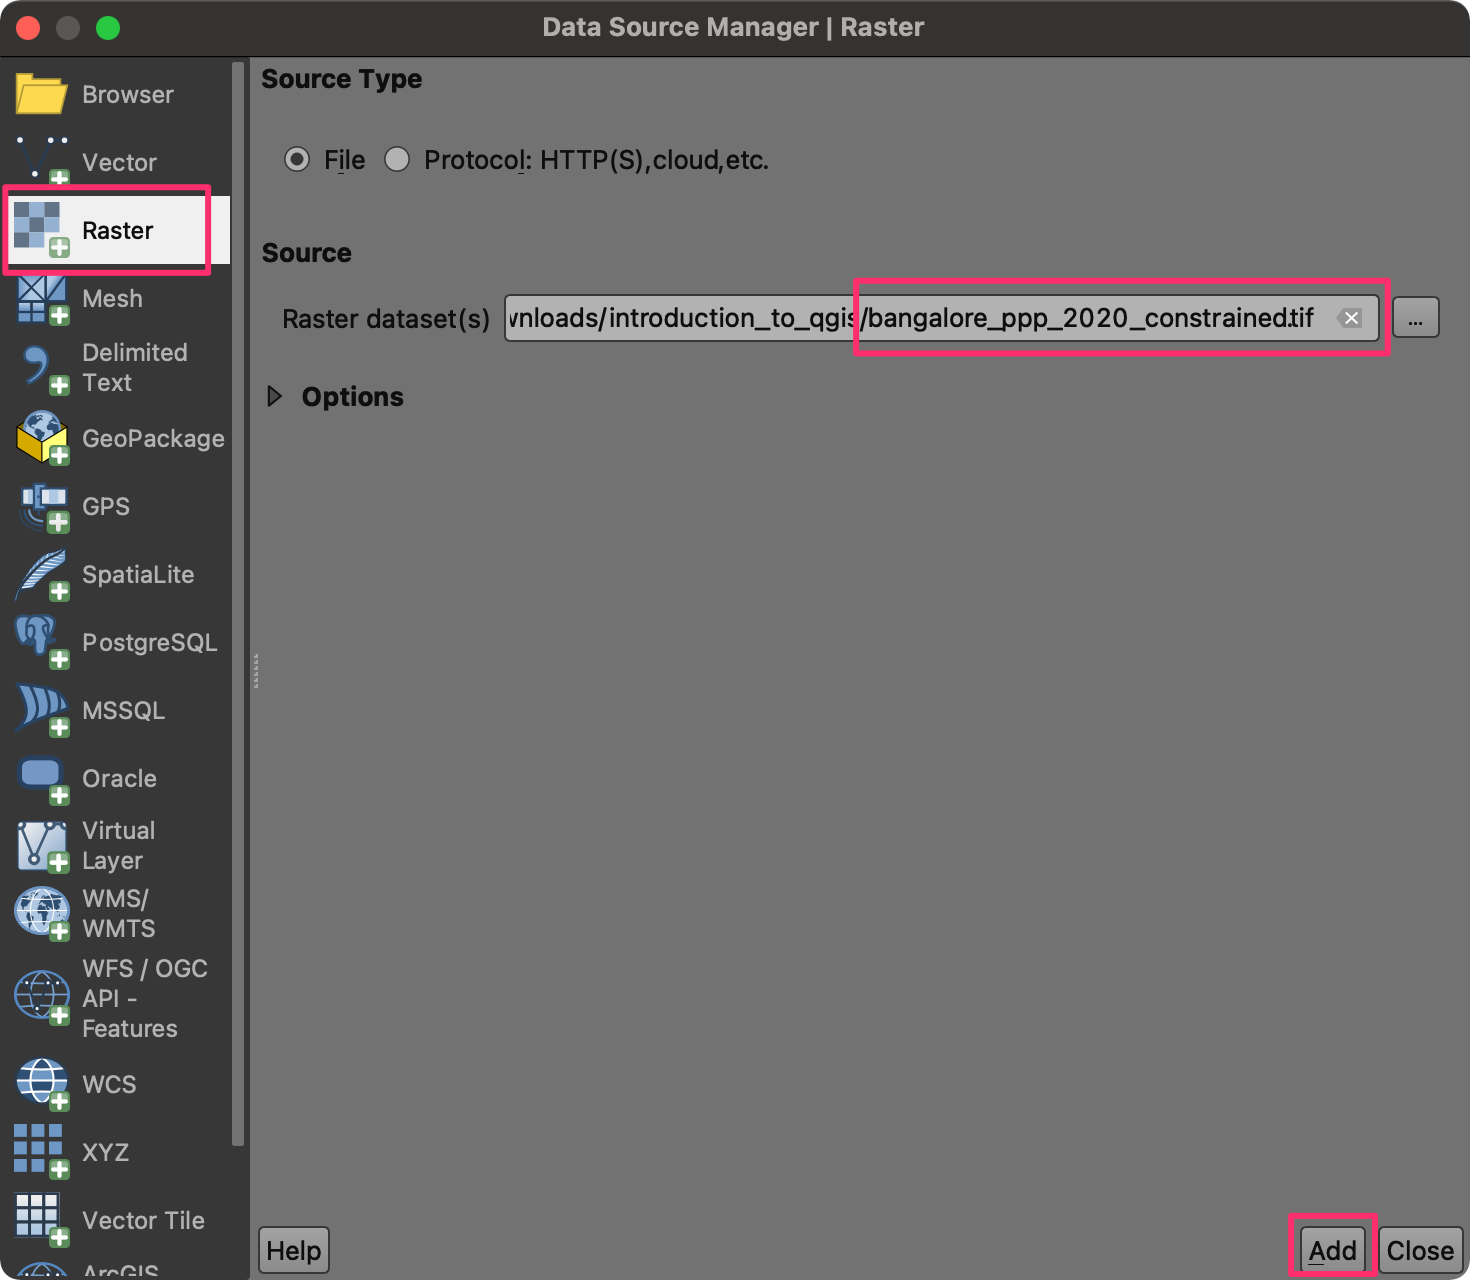 Data Source Manager | Raster
Browser
Vector
Raster
Mesh
Delimited
Text
GeoPackage
GPS
SpatiaLite
PostgreSQL
MSSQL
Oracle
Virtual
Layer
WMS/
WMTS
WFS / OGC
API -
Features
WCS
XYZ
Vector Tile
ArcGIS
Source Type
File
Protocol: HTTP(S),cloud,etc.
Source
Raster dataset(s)
wnloads/introduction_to_qgis/bangalore_ppp_2020_constrained.tif
...
Options
Help
Add
Close